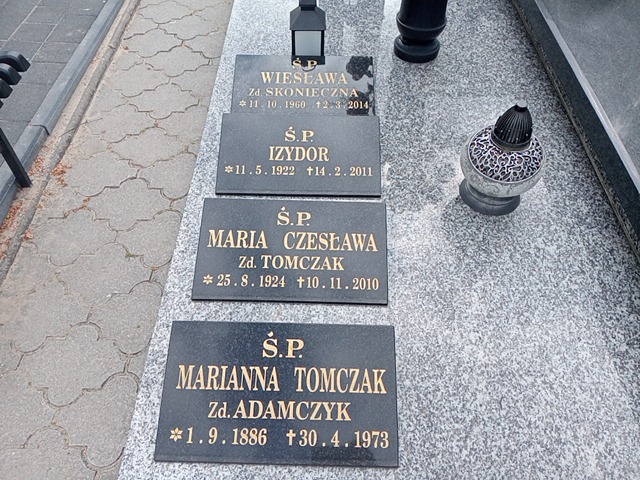 Ś.P.
WIESŁAWA
Zd. SKONIECZNA
✲ 11.10.1960 ✝ 2.3.2014
Ś.P.
IZYDOR
✲ 11.5.1922 ✝ 14.2.2011
Ś.P.
MARIA CZESŁAWA
Zd. TOMCZAK
✲ 25.8.1924 ✝ 10.11.2010
Ś.P.
MARIANNA TOMCZAK
Zd. ADAMCZYK
✲ 1.9.1886 ✝ 30.4.1973